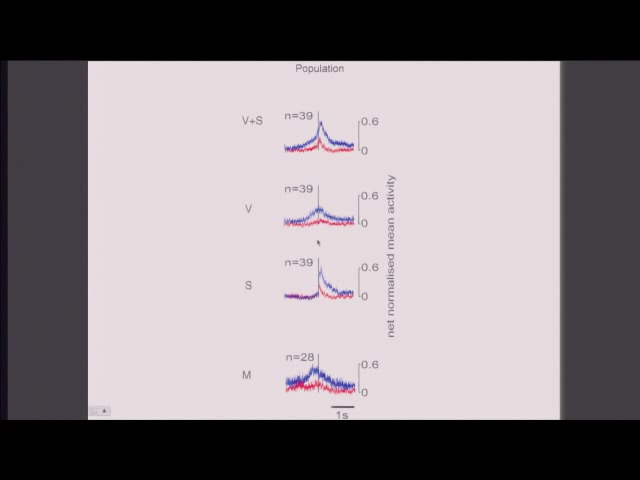 Population
V+S
n=39
0.6
0
V
n=39
0.6
0
S
n=39
0.6
0
M
n=28
0.6
0
net normalised mean activity
1s